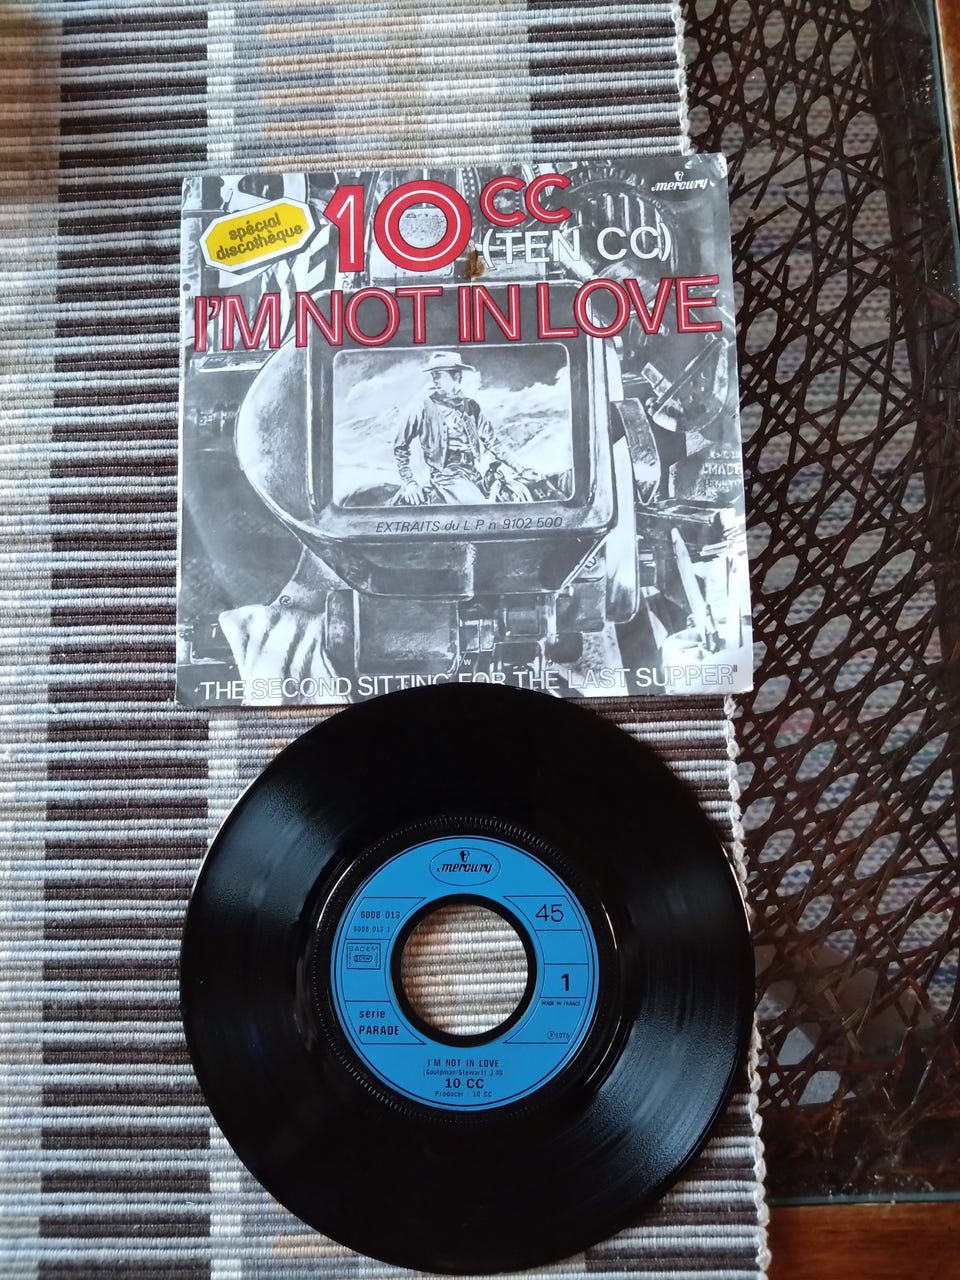 spécial
discothèque
10 CC
(TEN CC)
mercury
I'M NOT IN LOVE
MADE
EXTRAITS du L.P. n 9102 500
"THE SECOND SITTING FOR THE LAST SUPPER"
mercury
6008 013
6008 013 1
SACEM
45
1
MADE IN FRANCE
série
PARADE
℗1975
I'M NOT IN LOVE
(Gouldman/Stewart) 3.40
10 CC
Producer : 10 CC